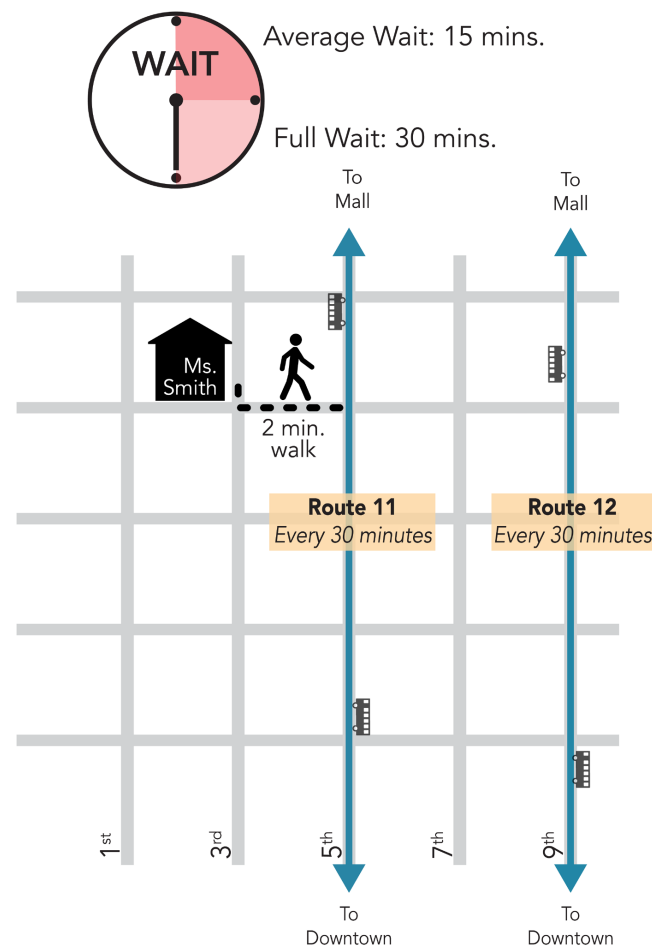 WAIT
Average Wait: 15 mins.
Full Wait: 30 mins.
To
Mall
To
Mall
Ms.
Smith
2 min.
walk
Route 11
Every 30 minutes
Route 12
Every 30 minutes
1st
3rd
5th
7th
9th
To
Downtown
To
Downtown